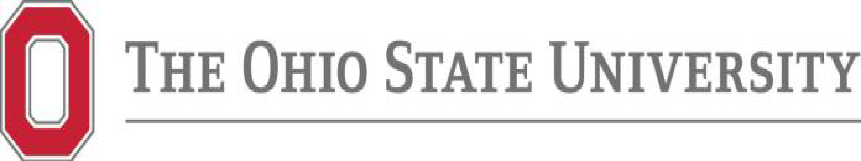 THE OHIO STATE UNIVERSITY